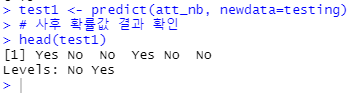 > test1 <- predict(att_nb, newdata=testing)
> # 사후 확률값 결과 확인
> head(test1)
[1] Yes No  No  Yes No  No
Levels: No Yes
>